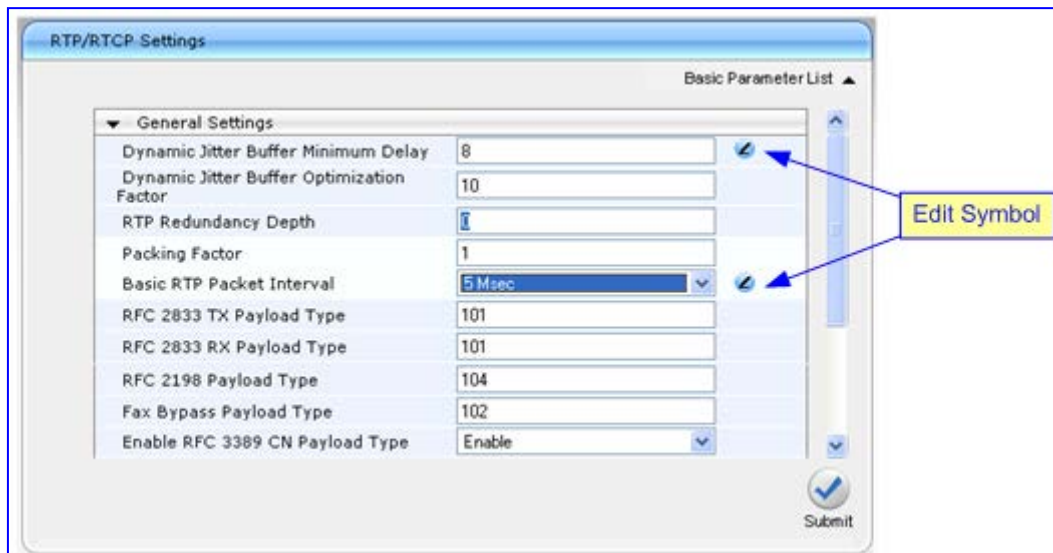 RTP/RTCP Settings
Basic Parameter List
General Settings
Dynamic Jitter Buffer Minimum Delay 8
Dynamic Jitter Buffer Optimization
Factor 10
RTP Redundancy Depth 0
Packing Factor 1
Basic RTP Packet Interval 5 Msec
RFC 2833 TX Payload Type 101
RFC 2833 RX Payload Type 101
RFC 2198 Payload Type 104
Fax Bypass Payload Type 102
Enable RFC 3389 CN Payload Type Enable
Edit Symbol
Submit